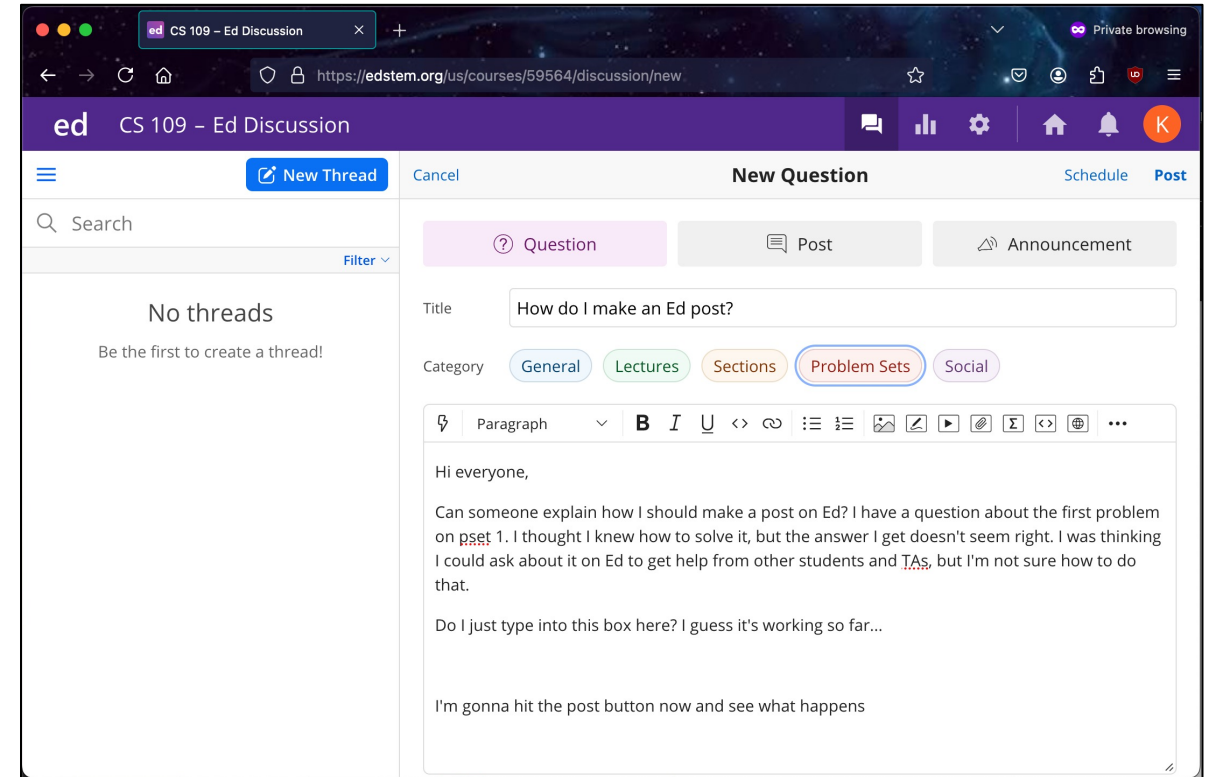 ed CS 109 – Ed Discussion
Private browsing
https://edstem.org/us/courses/59564/discussion/new
ed CS 109 – Ed Discussion K
New Thread Cancel New Question Schedule Post
Search
Filter
No threads
Be the first to create a thread!
Question Post Announcement
Title How do I make an Ed post?
Category General Lectures Sections Problem Sets Social
Paragraph B I U
Hi everyone,
Can someone explain how I should make a post on Ed? I have a question about the first problem
on pset 1. I thought I knew how to solve it, but the answer I get doesn't seem right. I was thinking
I could ask about it on Ed to get help from other students and TAs, but I'm not sure how to do
that.
Do I just type into this box here? I guess it's working so far...
I'm gonna hit the post button now and see what happens